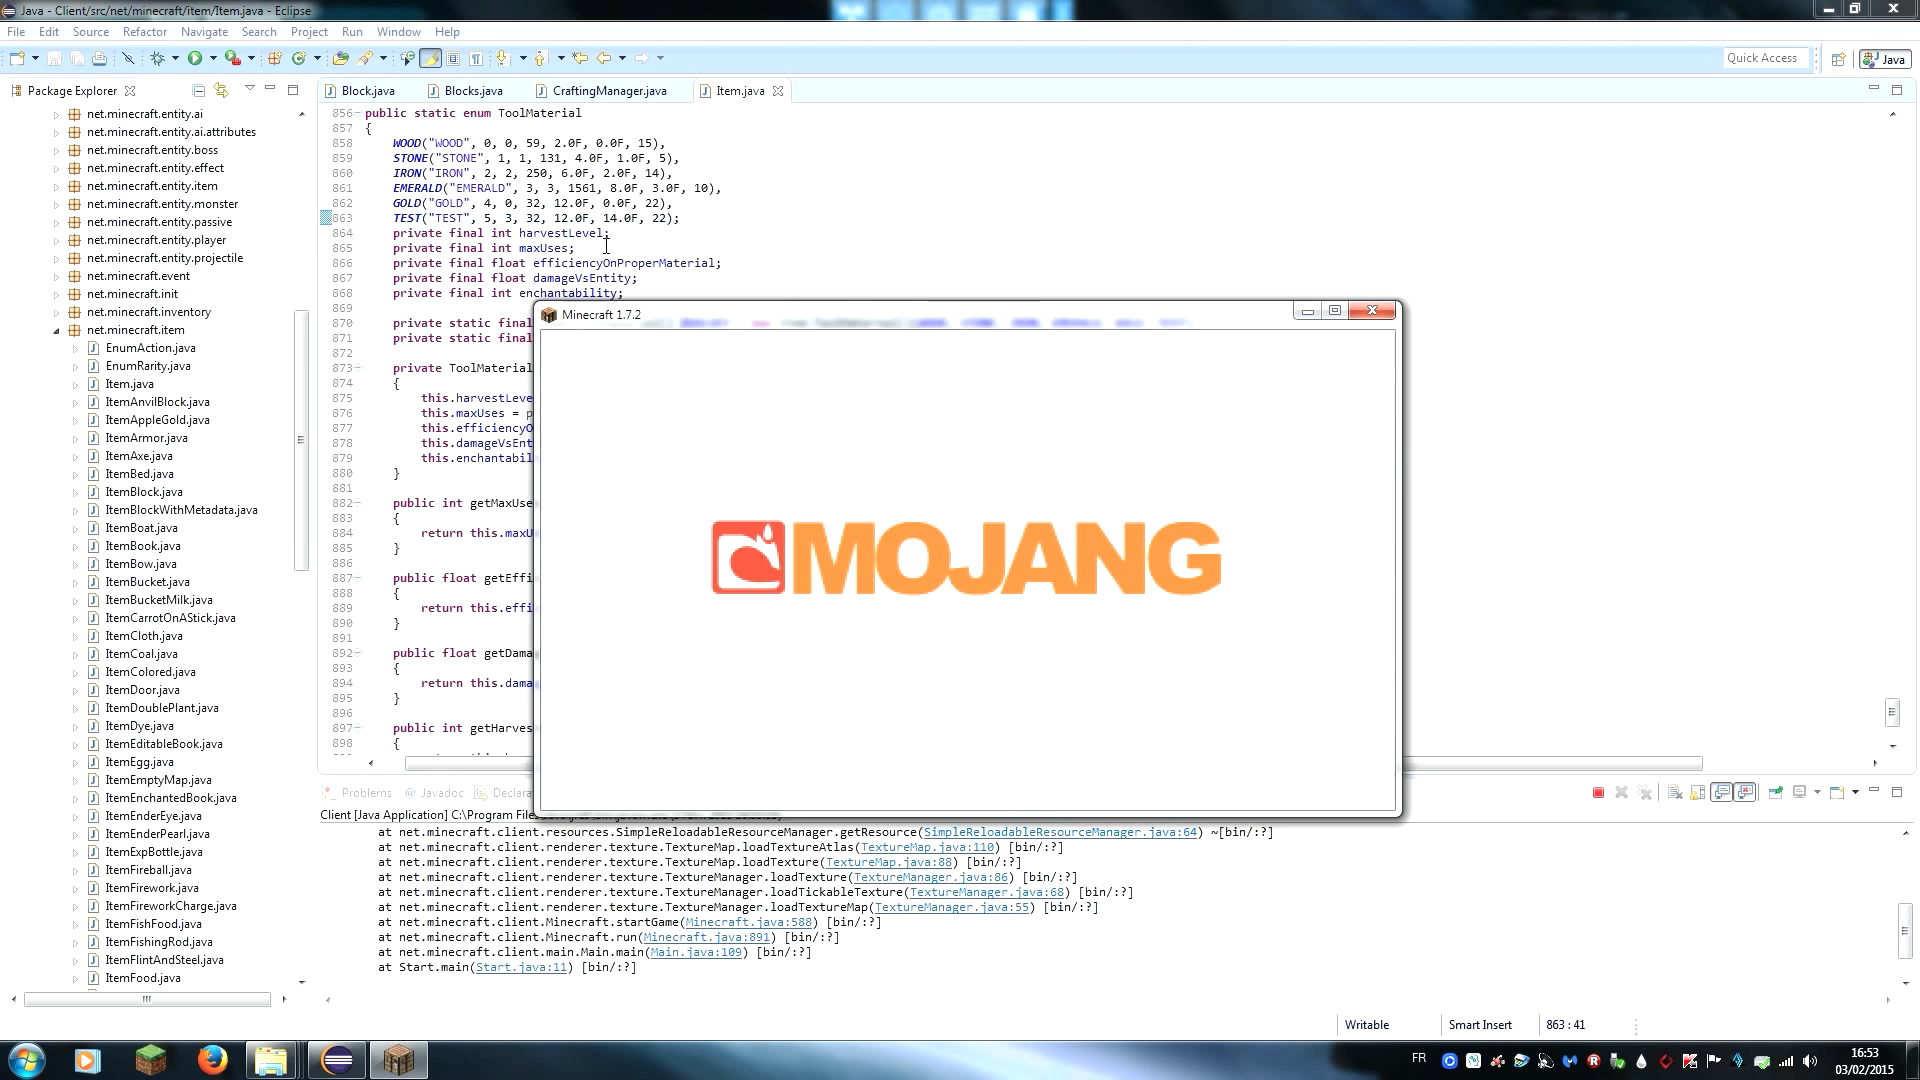 Java - Client/src/net/minecraft/item/Item.java - Eclipse
File Edit Source Refactor Navigate Search Project Run Window Help
Quick Access
Java
Package Explorer
Block.java
Blocks.java
CraftingManager.java
Item.java
net.minecraft.entity.ai
net.minecraft.entity.ai.attributes
net.minecraft.entity.boss
net.minecraft.entity.effect
net.minecraft.entity.item
net.minecraft.entity.monster
net.minecraft.entity.passive
net.minecraft.entity.player
net.minecraft.entity.projectile
net.minecraft.event
net.minecraft.init
net.minecraft.inventory
net.minecraft.item
EnumAction.java
EnumRarity.java
Item.java
ItemAnvilBlock.java
ItemAppleGold.java
ItemArmor.java
ItemAxe.java
ItemBed.java
ItemBlock.java
ItemBlockWithMetadata.java
ItemBoat.java
ItemBook.java
ItemBow.java
ItemBucket.java
ItemBucketMilk.java
ItemCarrotOnAStick.java
ItemCloth.java
ItemCoal.java
ItemColored.java
ItemDoor.java
ItemDoublePlant.java
ItemDye.java
ItemEditableBook.java
ItemEgg.java
ItemEmptyMap.java
ItemEnchantedBook.java
ItemEnderEye.java
ItemEnderPearl.java
ItemExpBottle.java
ItemFireball.java
ItemFirework.java
ItemFireworkCharge.java
ItemFishFood.java
ItemFishingRod.java
ItemFlintAndSteel.java
ItemFood.java
856 public static enum ToolMaterial
857 {
858 WOOD("WOOD", 0, 0, 59, 2.0F, 0.0F, 15),
859 STONE("STONE", 1, 1, 131, 4.0F, 1.0F, 5),
860 IRON("IRON", 2, 2, 250, 6.0F, 2.0F, 14),
861 EMERALD("EMERALD", 3, 3, 1561, 8.0F, 3.0F, 10),
862 GOLD("GOLD", 4, 0, 32, 12.0F, 0.0F, 22),
863 TEST("TEST", 5, 3, 32, 12.0F, 14.0F, 22);
864 private final int harvestLevel;
865 private final int maxUses;
866 private final float efficiencyOnProperMaterial;
867 private final float damageVsEntity;
868 private final int enchantability;
869
870 private static final
871 private static final
872
873 private ToolMaterial
874 {
875 this.harvestLeve
876 this.maxUses = p
877 this.efficiencyO
878 this.damageVsEnt
879 this.enchantabil
880 }
881
882 public int getMaxUse
883 {
884 return this.maxU
885 }
886
887 public float getEffi
888 {
889 return this.effi
890 }
891
892 public float getDama
893 {
894 return this.dama
895 }
896
897 public int getHarves
898 {
Minecraft 1.7.2
MOJANG
Problems Javadoc Declara
Client [Java Application] C:\Program File
at net.minecraft.client.resources.SimpleReloadableResourceManager.getResource(SimpleReloadableResourceManager.java:64) ~[bin/:?]
at net.minecraft.client.renderer.texture.TextureMap.loadTextureAtlas(TextureMap.java:110) [bin/:?]
at net.minecraft.client.renderer.texture.TextureMap.loadTexture(TextureMap.java:88) [bin/:?]
at net.minecraft.client.renderer.texture.TextureManager.loadTexture(TextureManager.java:86) [bin/:?]
at net.minecraft.client.renderer.texture.TextureManager.loadTickableTexture(TextureManager.java:68) [bin/:?]
at net.minecraft.client.renderer.texture.TextureManager.loadTextureMap(TextureManager.java:55) [bin/:?]
at net.minecraft.client.Minecraft.startGame(Minecraft.java:588) [bin/:?]
at net.minecraft.client.Minecraft.run(Minecraft.java:891) [bin/:?]
at net.minecraft.client.main.Main.main(Main.java:109) [bin/:?]
at Start.main(Start.java:11) [bin/:?]
Writable
Smart Insert
863 : 41
FR
16:53
03/02/2015